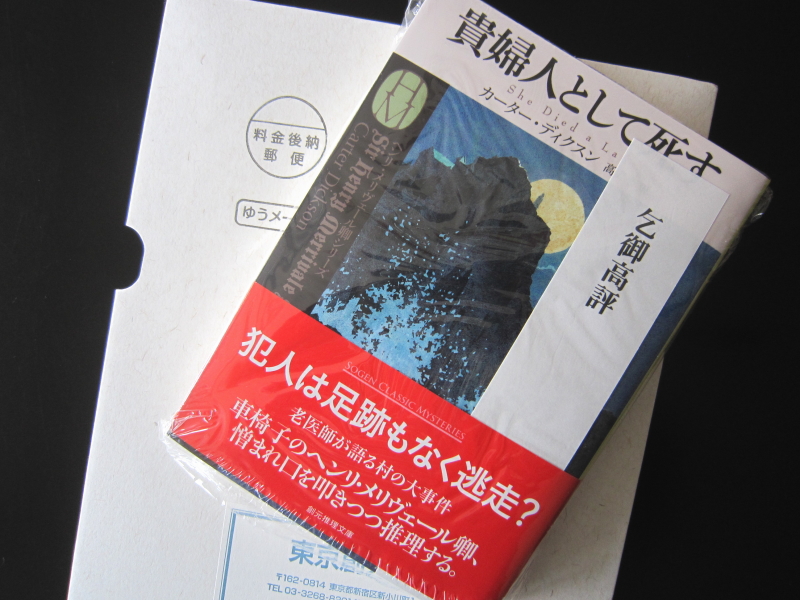 料金後納
郵便
ゆうメー
貴婦人として死す
She Died a La
カーター・ディクスン 高
HM
ヘンリ・メリヴェール卿シリーズ
Sir Henry Merrivale
Carter Dickson
乞御高評
犯人は足跡もなく逃走?
SOGEN CLASSIC MYSTERIES
老医師が語る村の大事件
車椅子のヘンリ・メリヴェール卿、
憎まれ口を叩きつつ推理する。
創元推理文庫
東京創
〒162-0814 東京都新宿区新小川町
TEL 03-3268-82